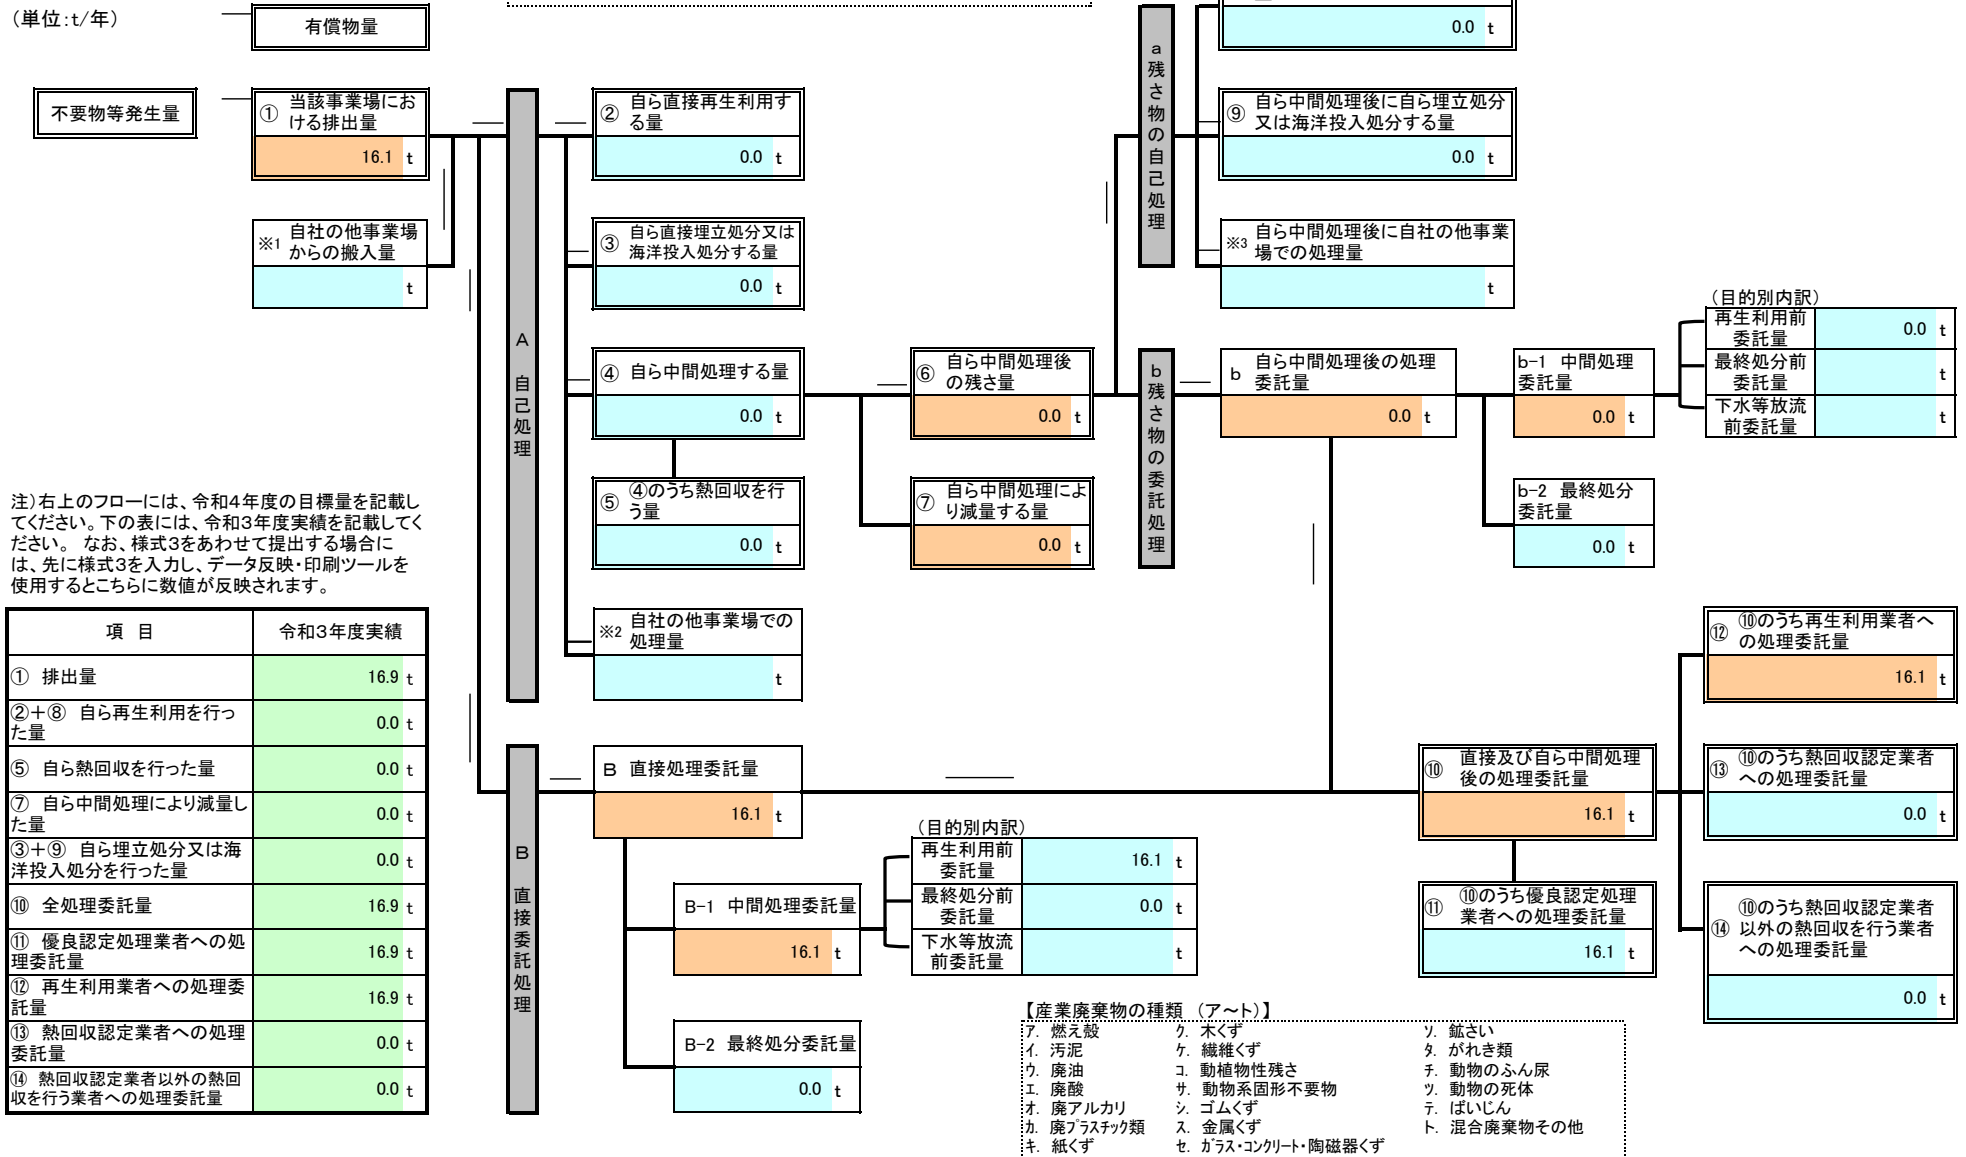 （単位：t/年）
有償物量
不要物等発生量
① 当該事業場にお
ける排出量
16.1 t
※1 自社の他事業場
からの搬入量
t
A 自己処理
② 自ら直接再生利用す
る量
0.0 t
③ 自ら直接埋立処分又は
海洋投入処分する量
0.0 t
④ 自ら中間処理する量
0.0 t
⑤ ④のうち熱回収を行
う量
0.0 t
※2 自社の他事業場での
処理量
t
⑥ 自ら中間処理後
の残さ量
0.0 t
⑦ 自ら中間処理によ
り減量する量
0.0 t
a 残さ物の自己処理
0.0 t
⑨ 自ら中間処理後に自ら埋立処分
又は海洋投入処分する量
0.0 t
※3 自ら中間処理後に自社の他事業
場での処理量
t
b 残さ物の委託処理
b 自ら中間処理後の処理
委託量
0.0 t
b-1 中間処理
委託量
0.0 t
（目的別内訳）
再生利用前
委託量
0.0 t
最終処分前
委託量
t
下水等放流
前委託量
t
b-2 最終処分
委託量
0.0 t
注）右上のフローには、令和４年度の目標量を記載し
てください。下の表には、令和３年度実績を記載してく
ださい。 なお、様式３をあわせて提出する場合に
は、先に様式３を入力し、データ反映・印刷ツールを
使用するとこちらに数値が反映されます。
項 目 令和３年度実績
① 排出量 16.9 t
②＋⑧ 自ら再生利用を行っ
た量 0.0 t
⑤ 自ら熱回収を行った量 0.0 t
⑦ 自ら中間処理により減量し
た量 0.0 t
③＋⑨ 自ら埋立処分又は海
洋投入処分を行った量 0.0 t
⑩ 全処理委託量 16.9 t
⑪ 優良認定処理業者への処
理委託量 16.9 t
⑫ 再生利用業者への処理委
託量 16.9 t
⑬ 熱回収認定業者への処理
委託量 0.0 t
⑭ 熱回収認定業者以外の熱回
収を行う業者への処理委託量 0.0 t
B 直接委託処理
B 直接処理委託量
16.1 t
B-1 中間処理委託量
16.1 t
（目的別内訳）
再生利用前
委託量
16.1 t
最終処分前
委託量
0.0 t
下水等放流
前委託量
t
B-2 最終処分委託量
0.0 t
⑩ 直接及び自ら中間処理
後の処理委託量
16.1 t
⑪ ⑩のうち優良認定処理
業者への処理委託量
16.1 t
⑫ ⑩のうち再生利用業者へ
の処理委託量
16.1 t
⑬ ⑩のうち熱回収認定業者
への処理委託量
0.0 t
⑭ ⑩のうち熱回収認定業者
以外の熱回収を行う業者
への処理委託量
0.0 t
【産業廃棄物の種類 （ア～ト）】
ア. 燃え殻 ク. 木くず ソ. 鉱さい
イ. 汚泥 ケ. 繊維くず タ. がれき類
ウ. 廃油 コ. 動植物性残さ チ. 動物のふん尿
エ. 廃酸 サ. 動物系固形不要物 ツ. 動物の死体
オ. 廃アルカリ シ. ゴムくず テ. ばいじん
カ. 廃プラスチック類 ス. 金属くず ト. 混合廃棄物その他
キ. 紙くず セ. ガラス・コンクリート・陶磁器くず